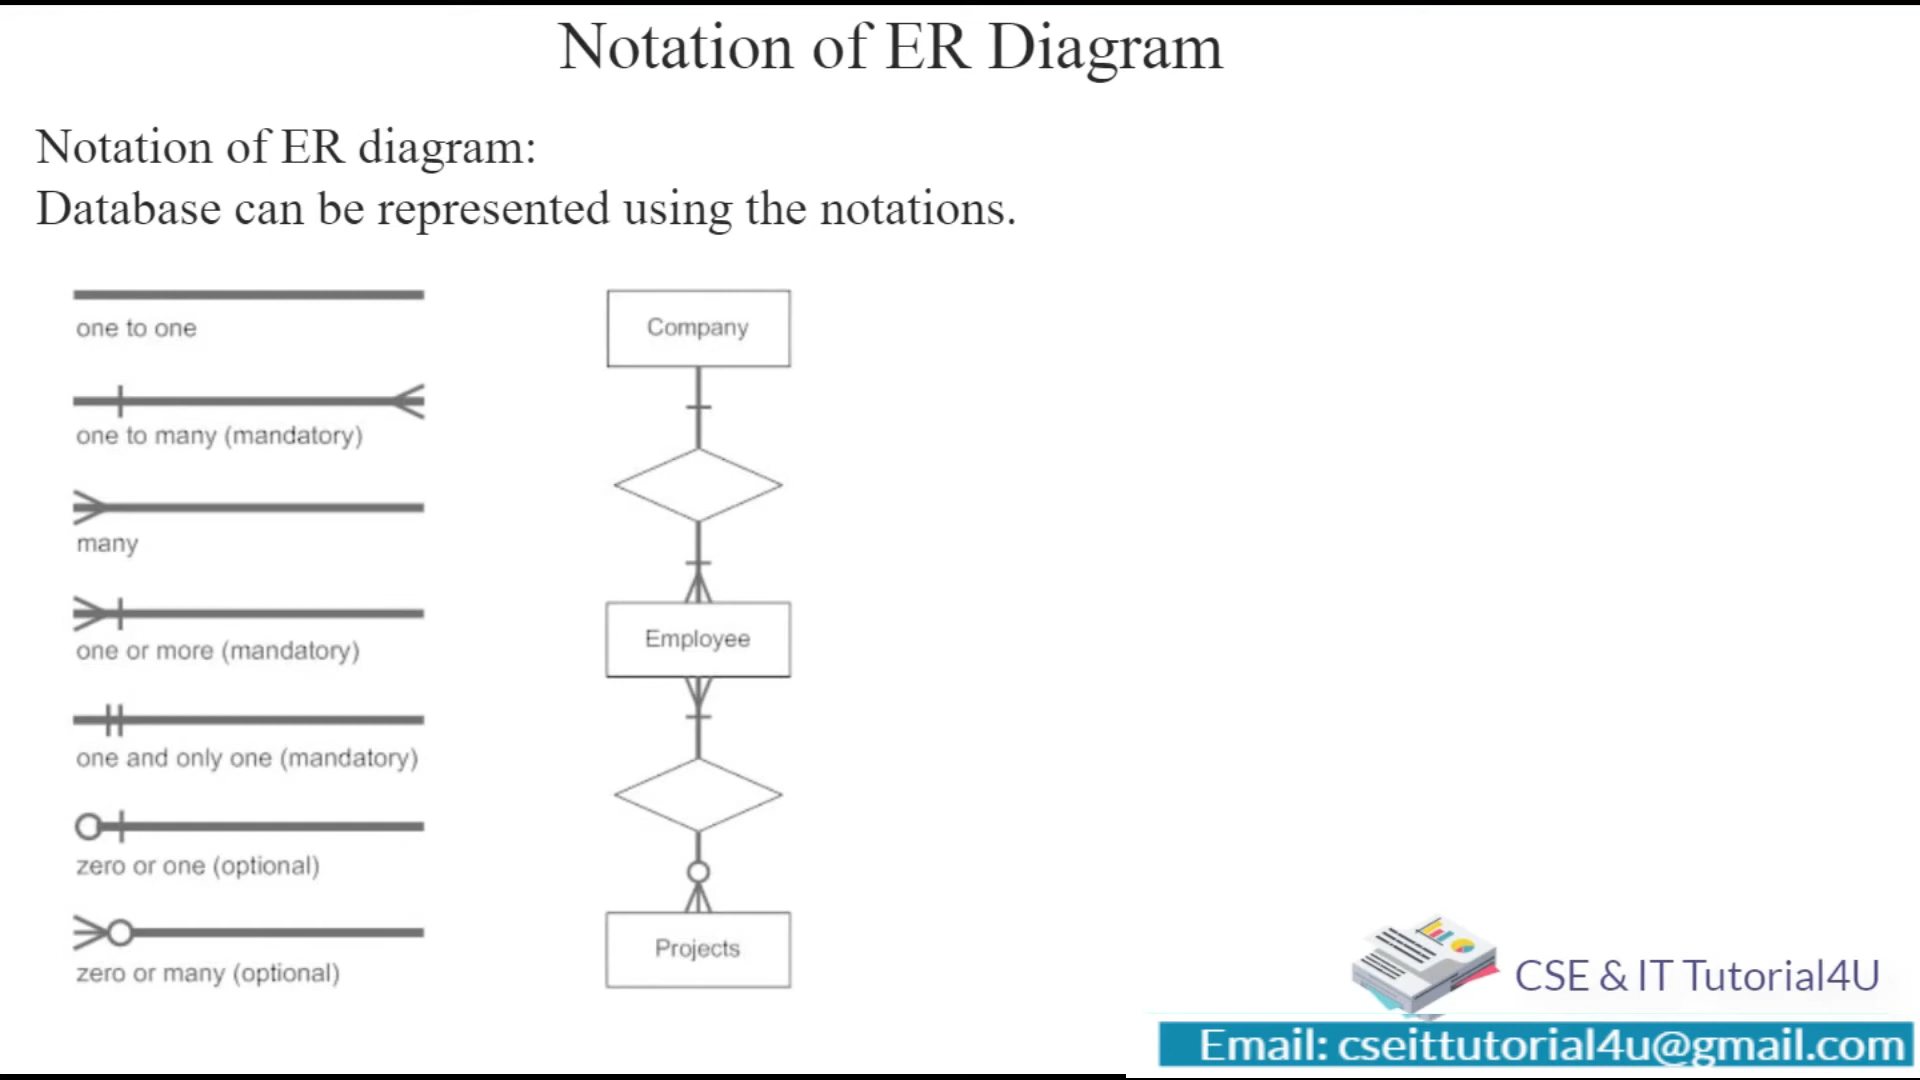 Notation of ER Diagram
Notation of ER diagram:
Database can be represented using the notations.
one to one
one to many (mandatory)
many
one or more (mandatory)
one and only one (mandatory)
zero or one (optional)
zero or many (optional)
Company
Employee
Projects
CSE & IT Tutorial4U
Email: cseittutorial4u@gmail.com